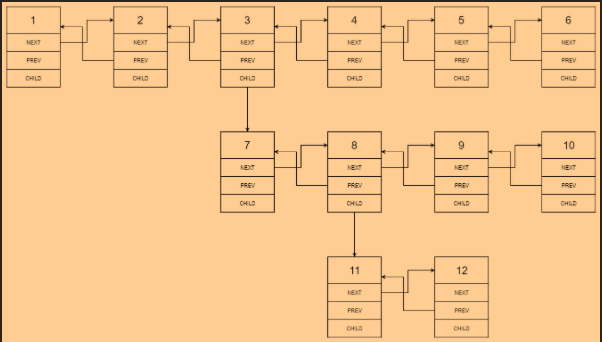 1 2 3 4 5 6
NEXT NEXT NEXT NEXT NEXT NEXT
PREV PREV PREV PREV PREV PREV
CHILD CHILD CHILD CHILD CHILD CHILD
7 8 9 10
NEXT NEXT NEXT NEXT
PREV PREV PREV PREV
CHILD CHILD CHILD CHILD
11 12
NEXT NEXT
PREV PREV
CHILD CHILD